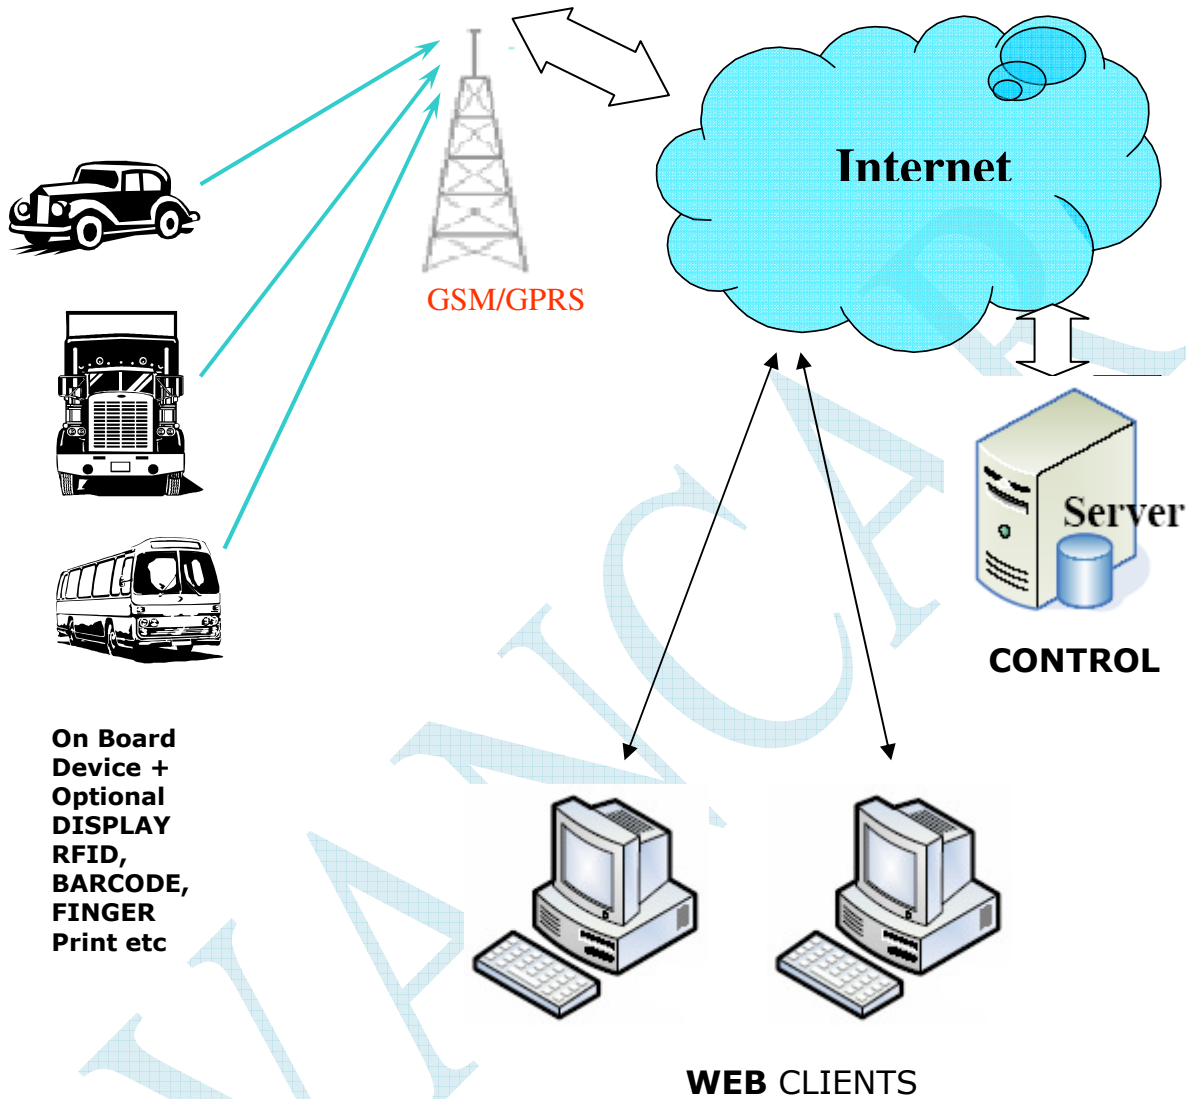 Internet
GSM/GPRS
Server
CONTROL
On Board
Device +
Optional
DISPLAY
RFID,
BARCODE,
FINGER
Print etc
WEB CLIENTS